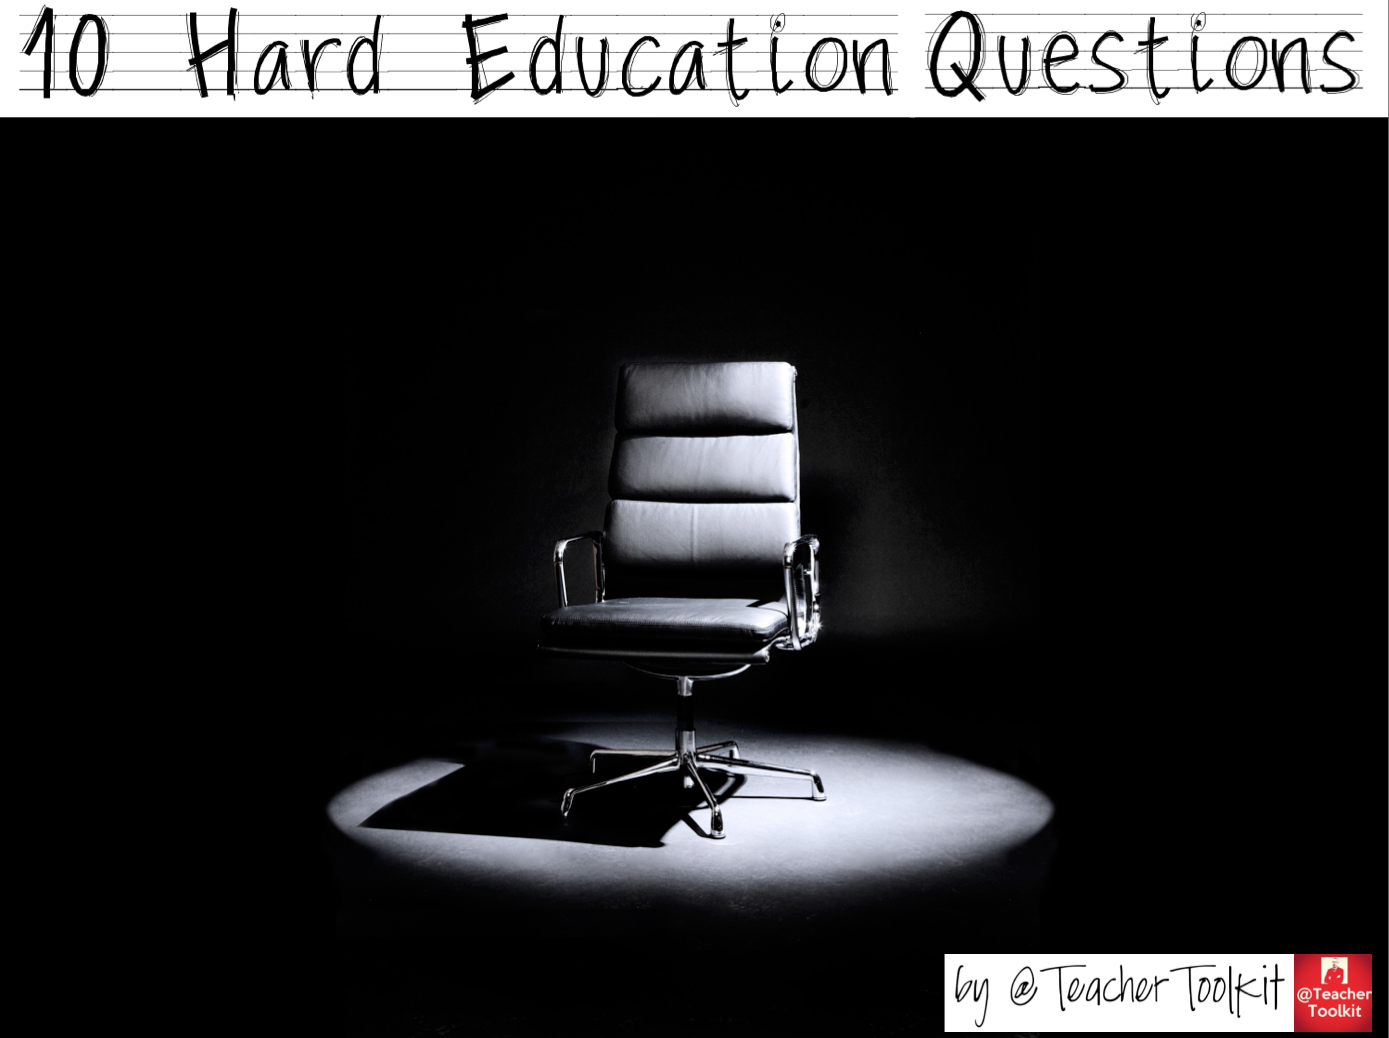 10 Hard Education Questions
by @TeacherToolkit
@Teacher
Toolkit